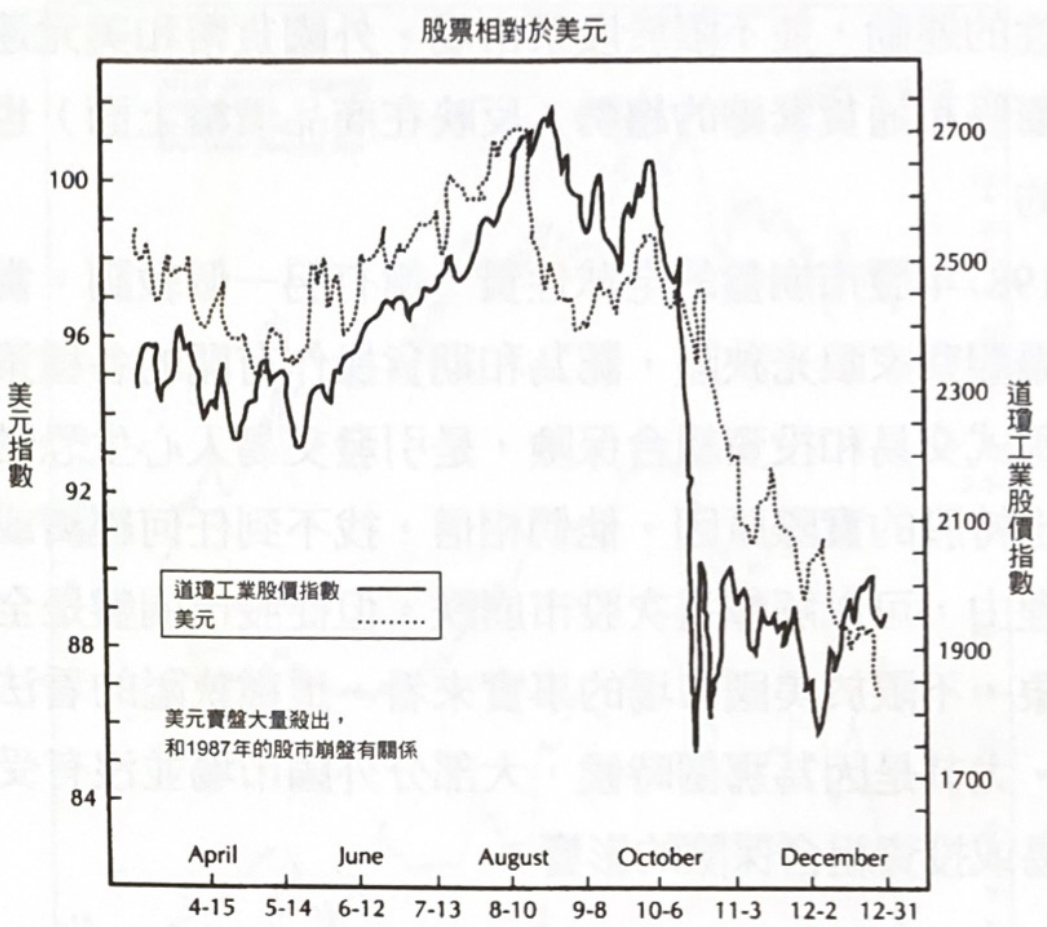 股票相對於美元
100
96
92
88
84
美元指數
2700
2500
2300
2100
1900
1700
道瓊工業股價指數
道瓊工業股價指數
美元
美元賣盤大量殺出，
和1987年的股市崩盤有關係
April June August October December
4-15 5-14 6-12 7-13 8-10 9-8 10-6 11-3 12-2 12-31